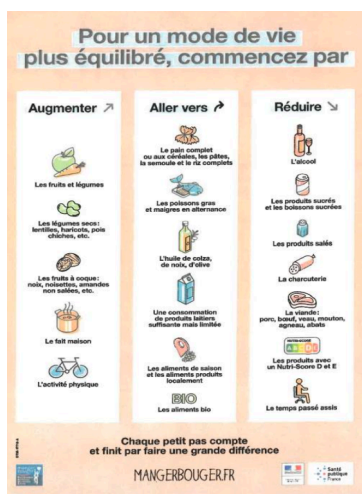 Pour un mode de vie
plus équilibré, commencez par
Augmenter ↗
Les fruits et légumes
Les légumes secs:
lentilles, haricots, pois
chiches, etc.
Les fruits à coque:
noix, noisettes, amandes
non salées, etc.
Le fait maison
L'activité physique
Aller vers
Le pain complet
ou aux céréales, les pâtes,
la semoule et le riz complets
Les poissons gras
et maigres en alternance
L'huile de colza,
de noix, d'olive
Une consommation
de produits laitiers
suffisante mais limitée
Les aliments de saison
et les aliments produits
localement
BIO
Les aliments bio
Réduire ↘
L'alcool
Les produits sucrés
et les boissons sucrées
Les produits salés
La charcuterie
La viande:
porc, bœuf, veau, mouton,
agneau, abats
NUTRI-SCORE
Les produits avec
un Nutri-Score D et E
Le temps passé assis
Chaque petit pas compte
et finit par faire une grande différence
MANGERBOUGER.FR
Santé
publique
France